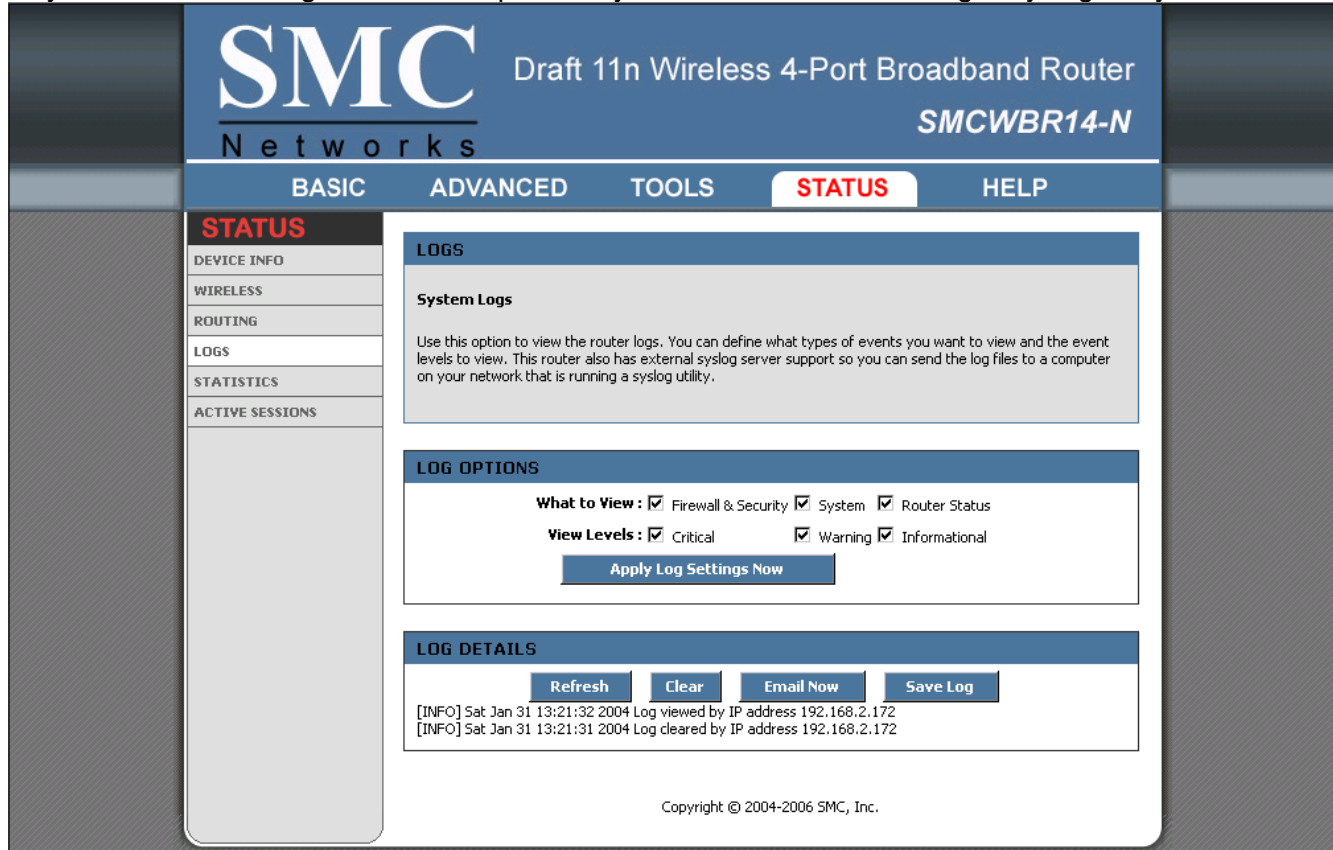 SMC
Networks
Draft 11n Wireless 4-Port Broadband Router
SMCWBR14-N
BASIC ADVANCED TOOLS STATUS HELP
STATUS
DEVICE INFO
WIRELESS
ROUTING
LOGS
STATISTICS
ACTIVE SESSIONS
LOGS
System Logs
Use this option to view the router logs. You can define what types of events you want to view and the event
levels to view. This router also has external syslog server support so you can send the log files to a computer
on your network that is running a syslog utility.
LOG OPTIONS
What to View : Firewall & Security System Router Status
View Levels : Critical Warning Informational
Apply Log Settings Now
LOG DETAILS
Refresh Clear Email Now Save Log
[INFO] Sat Jan 31 13:21:32 2004 Log viewed by IP address 192.168.2.172
[INFO] Sat Jan 31 13:21:31 2004 Log cleared by IP address 192.168.2.172
Copyright © 2004-2006 SMC, Inc.